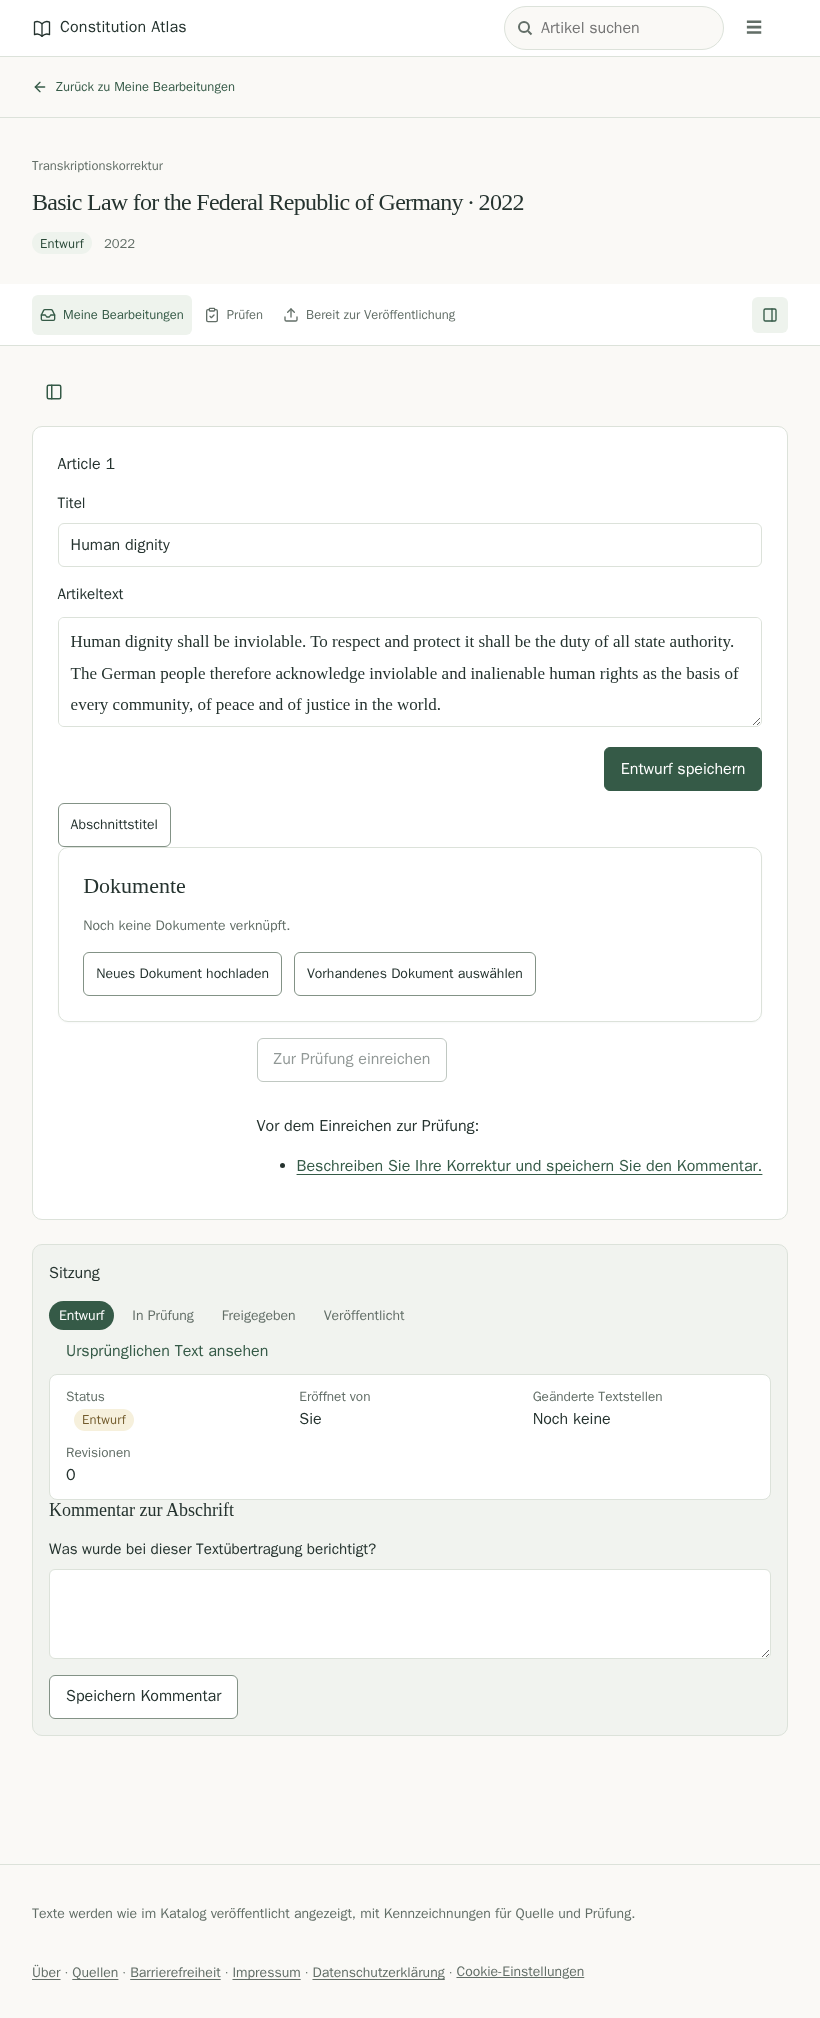 Constitution Atlas
Artikel suchen
Zurück zu Meine Bearbeitungen
Transkriptionskorrektur
Basic Law for the Federal Republic of Germany · 2022
Entwurf 2022
Meine Bearbeitungen Prüfen Bereit zur Veröffentlichung
Article 1
Titel
Human dignity
Artikeltext
Human dignity shall be inviolable. To respect and protect it shall be the duty of all state authority.
The German people therefore acknowledge inviolable and inalienable human rights as the basis of
every community, of peace and of justice in the world.
Entwurf speichern
Abschnittstitel
Dokumente
Noch keine Dokumente verknüpft.
Neues Dokument hochladen Vorhandenes Dokument auswählen
Zur Prüfung einreichen
Vor dem Einreichen zur Prüfung:
• Beschreiben Sie Ihre Korrektur und speichern Sie den Kommentar.
Sitzung
Entwurf In Prüfung Freigegeben Veröffentlicht
Ursprünglichen Text ansehen
Status Eröffnet von Geänderte Textstellen
Entwurf Sie Noch keine
Revisionen
0
Kommentar zur Abschrift
Was wurde bei dieser Textübertragung berichtigt?
Speichern Kommentar
Texte werden wie im Katalog veröffentlicht angezeigt, mit Kennzeichnungen für Quelle und Prüfung.
Über · Quellen · Barrierefreiheit · Impressum · Datenschutzerklärung · Cookie-Einstellungen